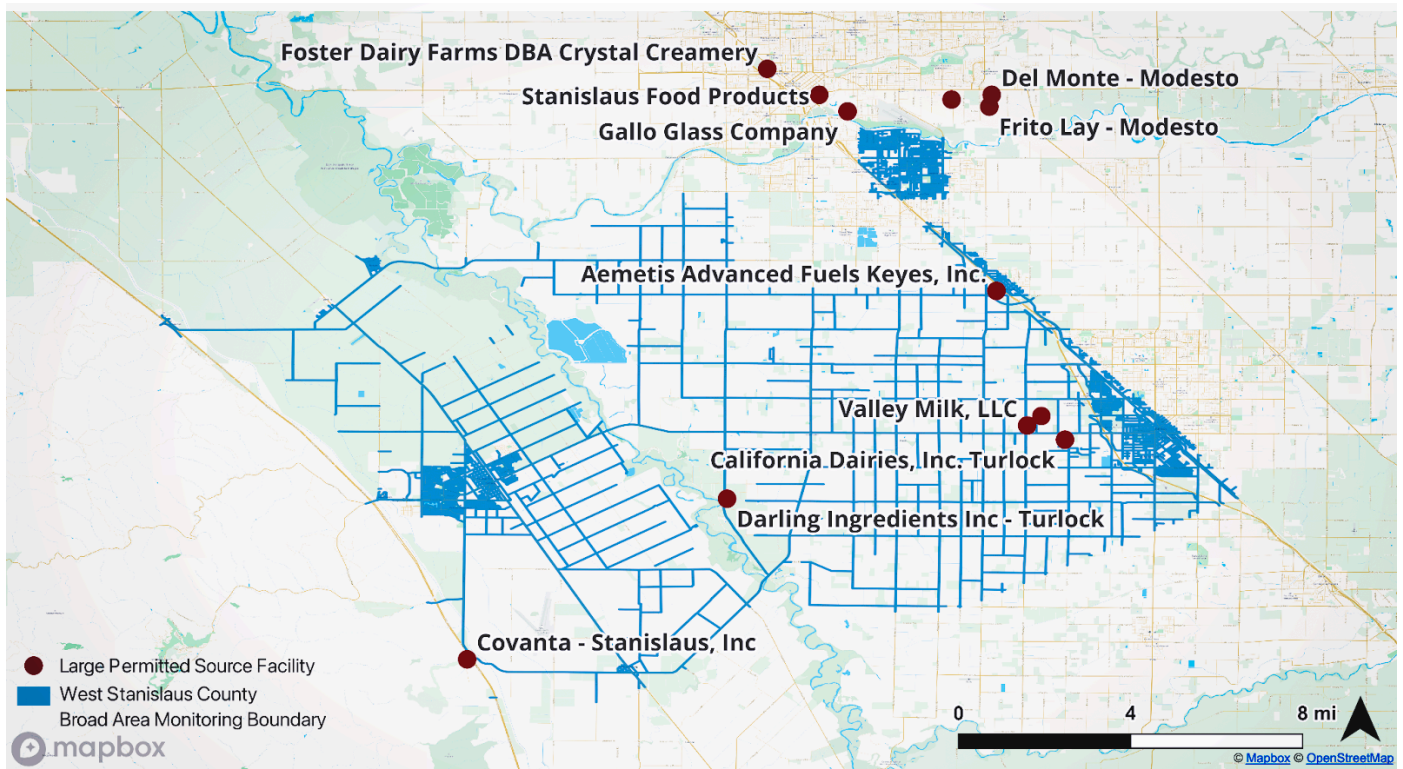 Foster Dairy Farms DBA Crystal Creamery
Del Monte - Modesto
Stanislaus Food Products
Gallo Glass Company
Frito Lay - Modesto
Aemetis Advanced Fuels Keyes, Inc.
Valley Milk, LLC
California Dairies, Inc. Turlock
Darling Ingredients Inc - Turlock
Covanta - Stanislaus, Inc
Large Permitted Source Facility
West Stanislaus County
Broad Area Monitoring Boundary
mapbox
0 4 8 mi
© Mapbox © OpenStreetMap